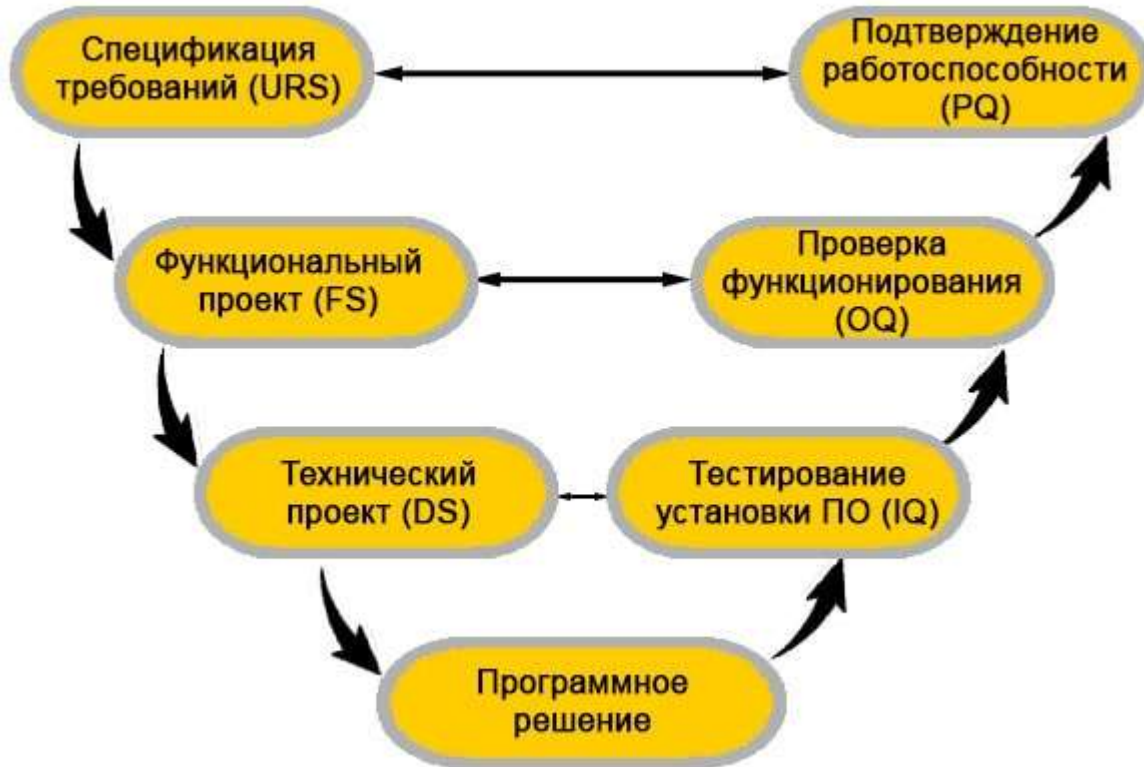 Спецификация
требований (URS)
Подтверждение
работоспособности
(PQ)
Функциональный
проект (FS)
Проверка
функционирования
(OQ)
Технический
проект (DS)
Тестирование
установки ПО (IQ)
Программное
решение